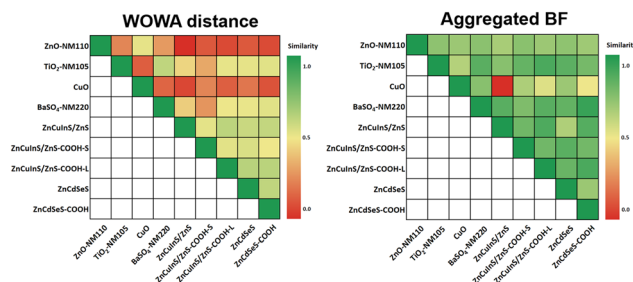 WOWA distance
Aggregated BF
ZnO-NM110
TiO2-NM105
CuO
BaSO4-NM220
ZnCuInS/ZnS
ZnCuInS/ZnS-COOH-S
ZnCuInS/ZnS-COOH-L
ZnCdSeS
ZnCdSeS-COOH
ZnO-NM110
TiO2-NM105
CuO
BaSO4-NM220
ZnCuInS/ZnS
ZnCuInS/ZnS-COOH-S
ZnCuInS/ZnS-COOH-L
ZnCdSeS
ZnCdSeS-COOH
Similarity
1.0
0.5
0.0
ZnO-NM110
TiO2-NM105
CuO
BaSO4-NM220
ZnCuInS/ZnS
ZnCuInS/ZnS-COOH-S
ZnCuInS/ZnS-COOH-L
ZnCdSeS
ZnCdSeS-COOH
ZnO-NM110
TiO2-NM105
CuO
BaSO4-NM220
ZnCuInS/ZnS
ZnCuInS/ZnS-COOH-S
ZnCuInS/ZnS-COOH-L
ZnCdSeS
ZnCdSeS-COOH
Similarity
1.0
0.5
0.0